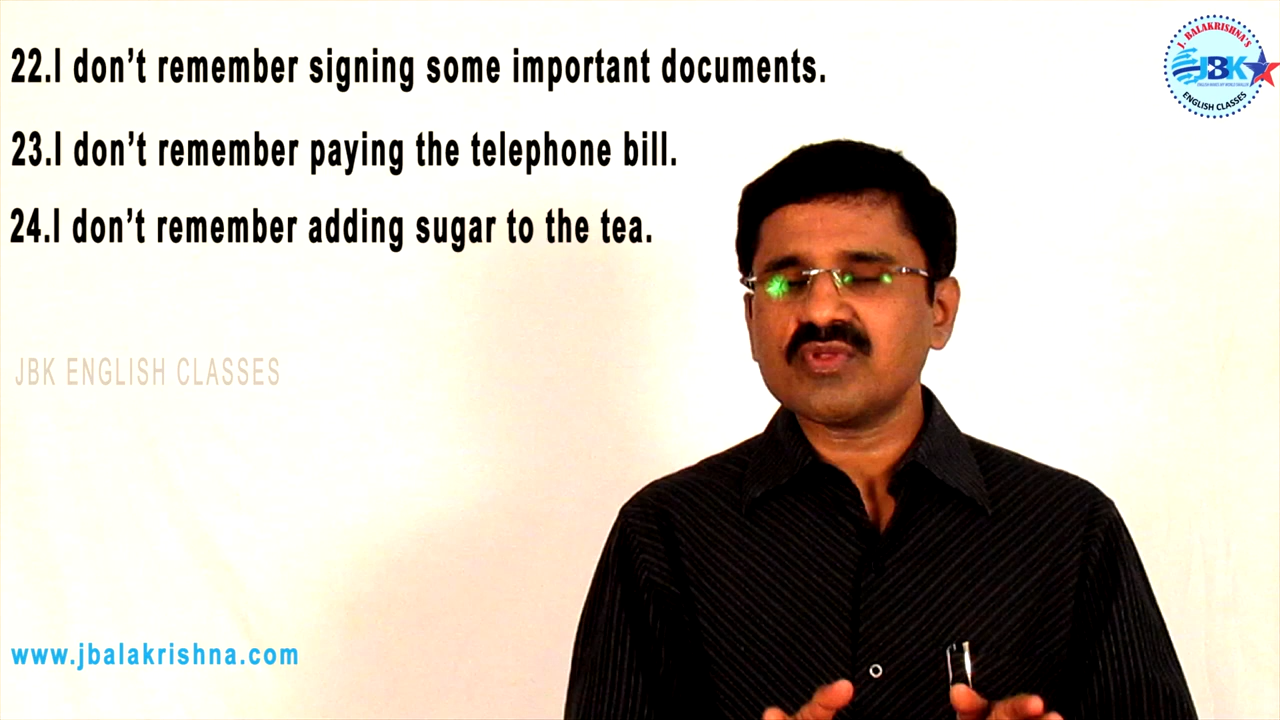 22.I don't remember signing some important documents.
23.I don't remember paying the telephone bill.
24.I don't remember adding sugar to the tea.
JBK ENGLISH CLASSES
www.jbalakrishna.com
J. BALAKRISHNA'S
JBK
ENGLISH CLASSES